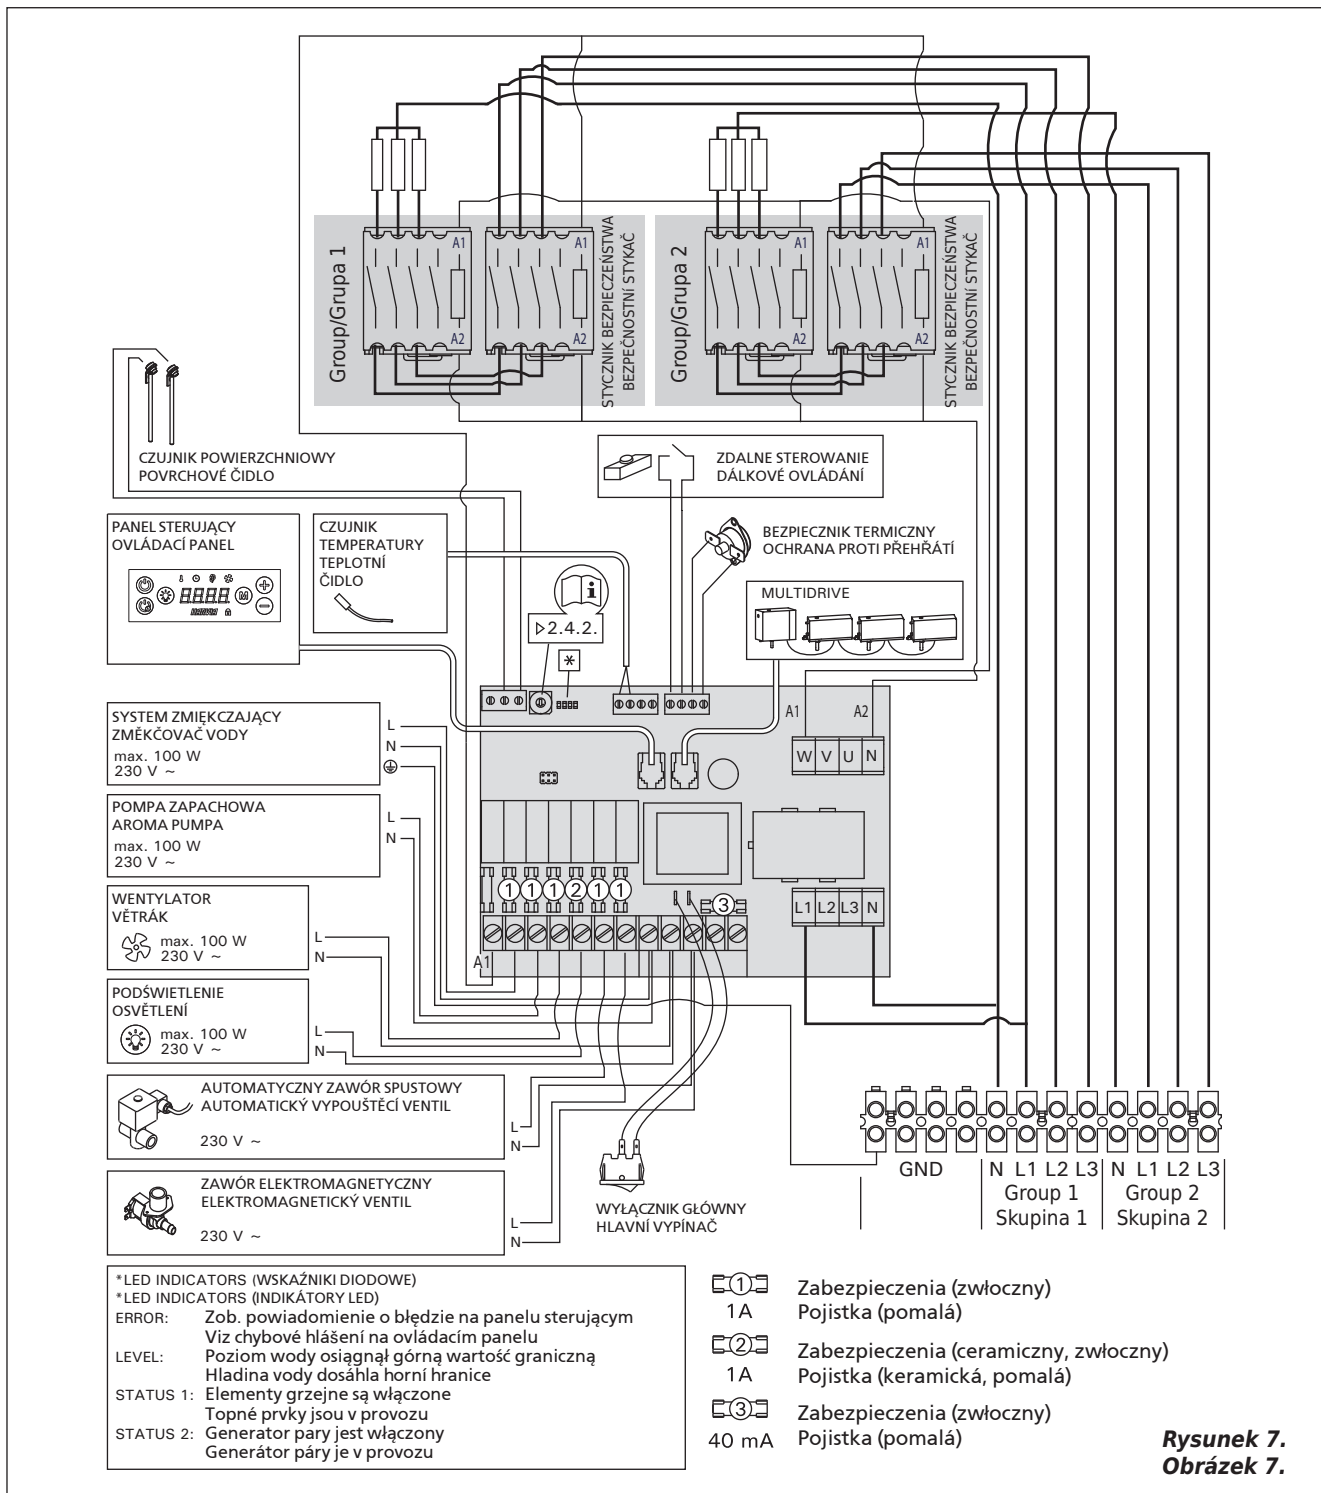 Group/Grupa 1
A1
A2
A1
A2
STYCZNIK BEZPIECZEŃSTWA
BEZPEČNOSTNÍ STYKAČ
Group/Grupa 2
A1
A2
A1
A2
STYCZNIK BEZPIECZEŃSTWA
BEZPEČNOSTNÍ STYKAČ
CZUJNIK POWIERZCHNIOWY
POVRCHOVÉ ČIDLO
ZDALNE STEROWANIE
DÁLKOVÉ OVLÁDÁNÍ
PANEL STERUJĄCY
OVLÁDACÍ PANEL
M
HARVIA
CZUJNIK
TEMPERATURY
TEPLOTNÍ
ČIDLO
i
▷2.4.2.
*
BEZPIECZNIK TERMICZNY
OCHRANA PROTI PŘEHŘÁTÍ
MULTIDRIVE
A1 A2
W V U N
SYSTEM ZMIĘKCZAJĄCY
ZMĚKČOVAČ VODY
max. 100 W
230 V ~
L
N
POMPA ZAPACHOWA
AROMA PUMPA
max. 100 W
230 V ~
L
N
1 1 1 2 1 1
3
L1 L2 L3 N
A1
WENTYLATOR
VĚTRÁK
max. 100 W
230 V ~
L
N
PODŚWIETLENIE
OSVĚTLENÍ
max. 100 W
230 V ~
L
N
AUTOMATYCZNY ZAWÓR SPUSTOWY
AUTOMATICKÝ VYPOUŠTĚCÍ VENTIL
230 V ~
L
N
ZAWÓR ELEKTROMAGNETYCZNY
ELEKTROMAGNETICKÝ VENTIL
230 V ~
L
N
WYŁĄCZNIK GŁÓWNY
HLAVNÍ VYPÍNAČ
GND
N L1 L2 L3 N L1 L2 L3
Group 1
Skupina 1
Group 2
Skupina 2
*LED INDICATORS (WSKAŹNIKI DIODOWE)
*LED INDICATORS (INDIKÁTORY LED)
ERROR: Zob. powiadomienie o błędzie na panelu sterującym
Viz chybové hlášení na ovládacím panelu
LEVEL: Poziom wody osiągnął górną wartość graniczną
Hladina vody dosáhla horní hranice
STATUS 1: Elementy grzejne są włączone
Topné prvky jsou v provozu
STATUS 2: Generator pary jest włączony
Generátor páry je v provozu
1 Zabezpieczenia (zwłoczny)
1A Pojistka (pomalá)
2 Zabezpieczenia (ceramiczny, zwłoczny)
1A Pojistka (keramická, pomalá)
3 Zabezpieczenia (zwłoczny)
40 mA Pojistka (pomalá)
Rysunek 7.
Obrázek 7.